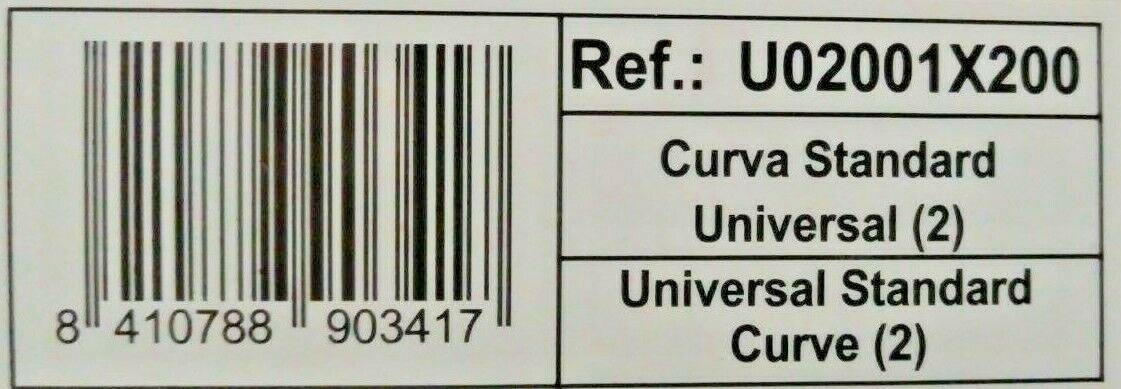 8 410788 903417
Ref.: U02001X200
Curva Standard
Universal (2)
Universal Standard
Curve (2)